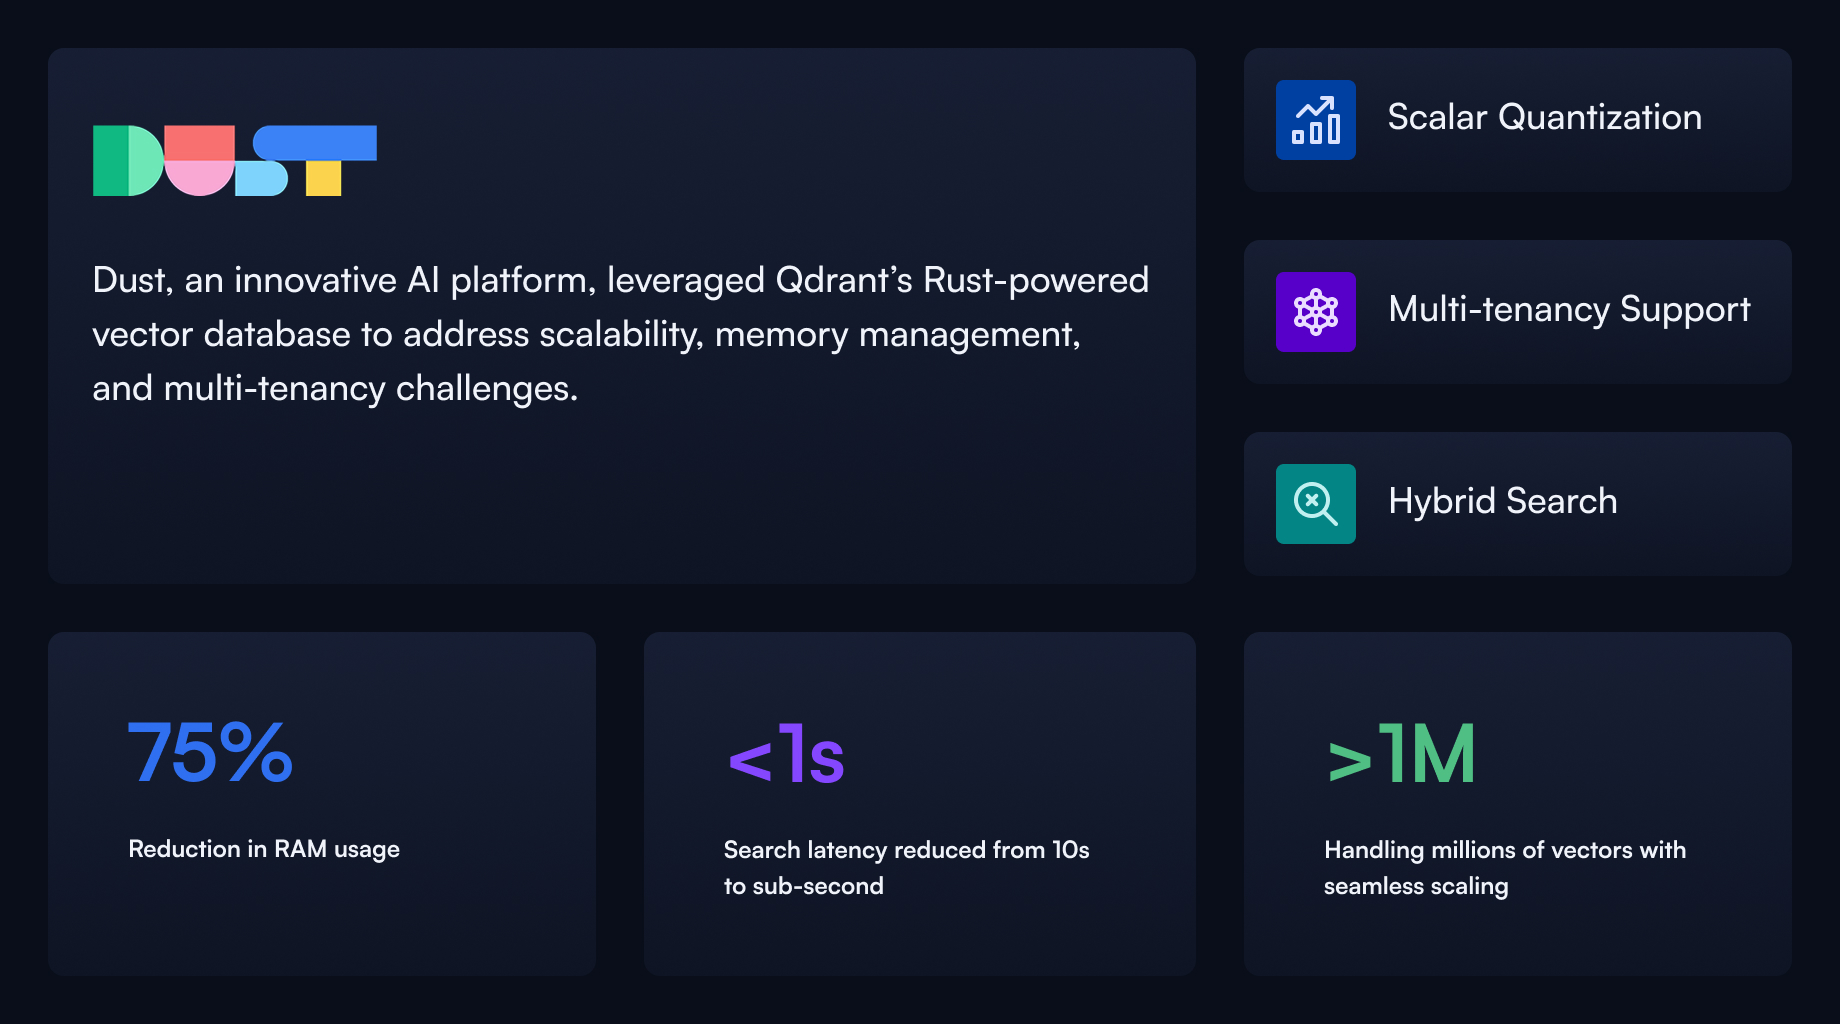 DUST
Dust, an innovative AI platform, leveraged Qdrant’s Rust-powered
vector database to address scalability, memory management,
and multi-tenancy challenges.
Scalar Quantization
Multi-tenancy Support
Hybrid Search
75%
Reduction in RAM usage
<1s
Search latency reduced from 10s
to sub-second
>1M
Handling millions of vectors with
seamless scaling